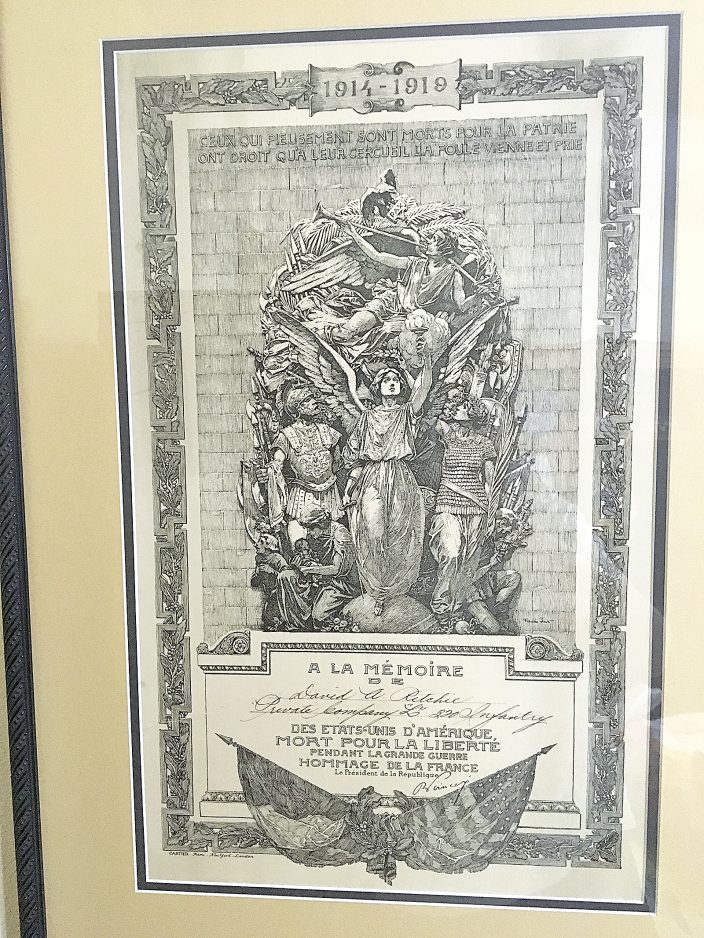 1914 - 1919
CEUX QUI PIEUSEMENT SONT MORTS POUR LA PATRIE
ONT DROIT QU'A LEUR CERCUEIL LA FOULE VIENNE ET PRIE
A LA MÉMOIRE
DE
David A Ritchie
Private Company "L" Infantry
DES ETATS-UNIS D'AMÉRIQUE,
MORT POUR LA LIBERTÉ
PENDANT LA GRANDE GUERRE
HOMMAGE DE LA FRANCE
Le Président de la République
CARTIER Paris - NewYork - London